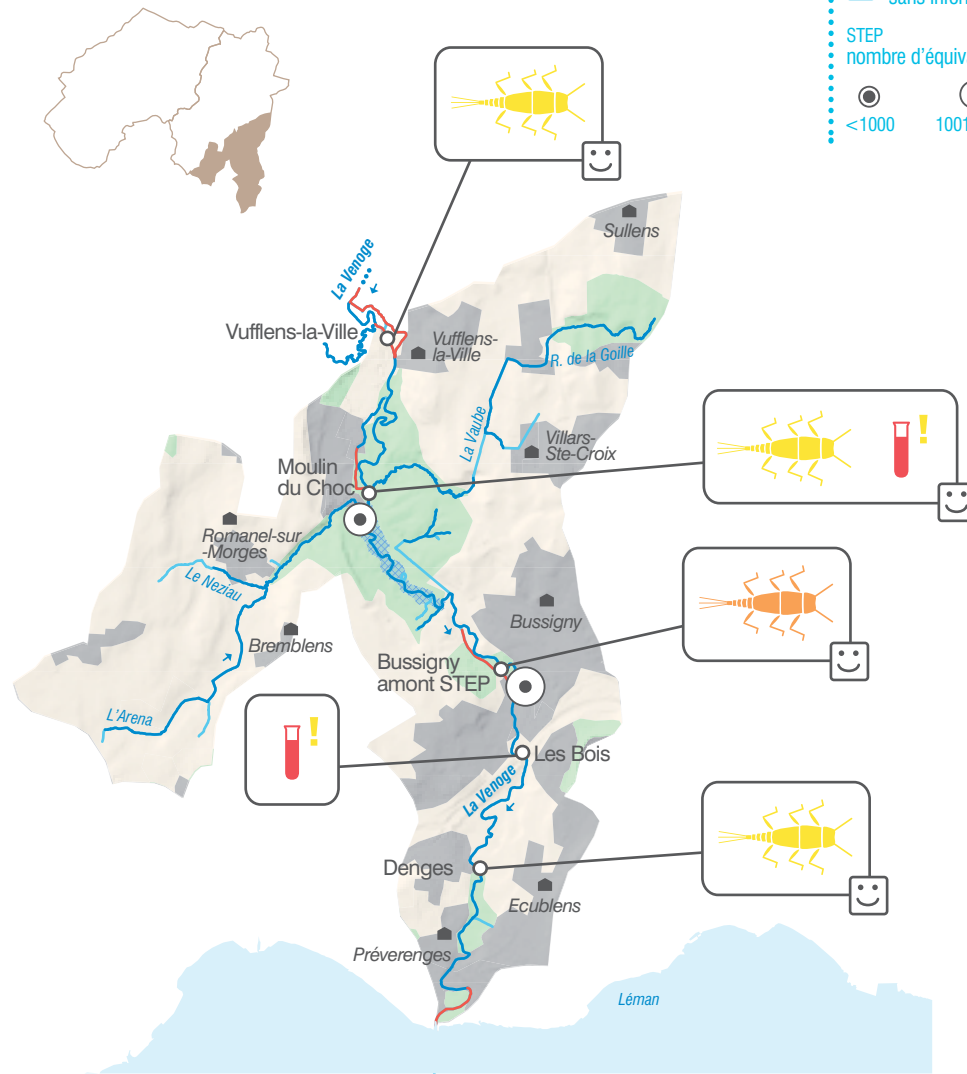 STEP
<1000
La Venoge
Sullens
Vufflens-la-Ville
Vufflens-
la-Ville
R. de la Goille
La Vaube
Villars-
Ste-Croix
!
Moulin
du Choc
Romanel-sur
-Morges
Le Neziau
Bremblens
Bussigny
Bussigny
amont STEP
L'Arena
!
Les Bois
La Venoge
Denges
Ecublens
Préverenges
Léman